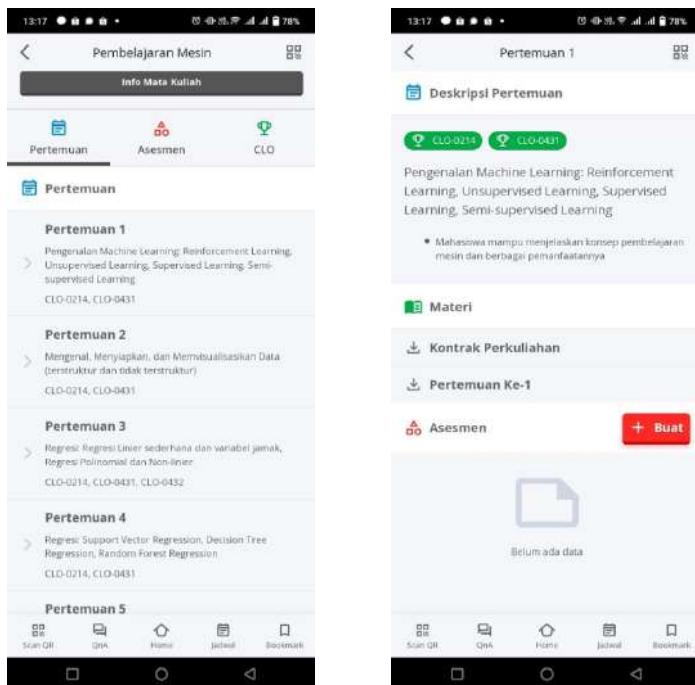 13:17
78%
Pembelajaran Mesin
Info Mata Kuliah
Pertemuan
Asesmen
CLO
Pertemuan
Pertemuan 1
Pengenalan Machine Learning: Reinforcement Learning,
Unsupervised Learning, Supervised Learning, Semi-
supervised Learning
CLO-0214, CLO-0431
Pertemuan 2
Mengenal, Menyiapkan, dan Memvisualisasikan Data
(terstruktur dan tidak terstruktur)
CLO-0214, CLO-0431
Pertemuan 3
Regresi: Regresi Linier sederhana dan variabel jamak,
Regresi Polinomial dan Non-linier
CLO-0214, CLO-0431, CLO-0432
Pertemuan 4
Regresi: Support Vector Regression, Decision Tree
Regression, Random Forest Regression
CLO-0214, CLO-0431
Pertemuan 5
Scan QR
QnA
Home
Jadwal
Bookmark
13:17
78%
Pertemuan 1
Deskripsi Pertemuan
CLO-0214
CLO-0431
Pengenalan Machine Learning: Reinforcement
Learning, Unsupervised Learning, Supervised
Learning, Semi-supervised Learning
Mahasiswa mampu menjelaskan konsep pembelajaran
mesin dan berbagai pemanfaatannya
Materi
Kontrak Perkuliahan
Pertemuan Ke-1
Asesmen
+ Buat
Belum ada data
Scan QR
QnA
Home
Jadwal
Bookmark